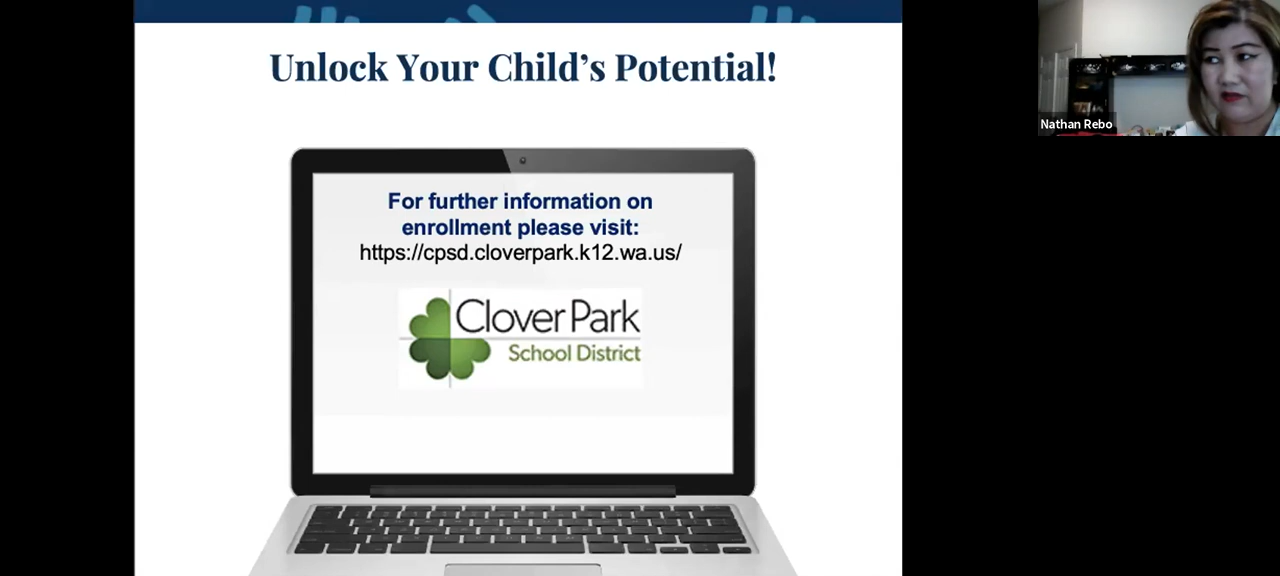 Unlock Your Child’s Potential!
Nathan Rebo
For further information on
enrollment please visit:
https://cpsd.cloverpark.k12.wa.us/
Clover Park
School District